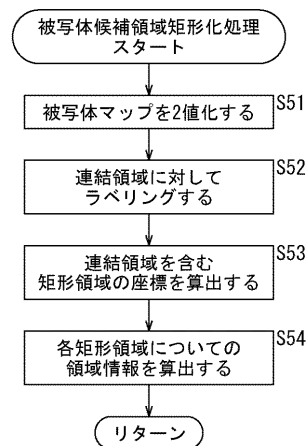 被写体候補領域矩形化処理
スタート
S51
被写体マップを2値化する
S52
連結領域に対して
ラベリングする
S53
連結領域を含む
矩形領域の座標を算出する
S54
各矩形領域についての
領域情報を算出する
リターン